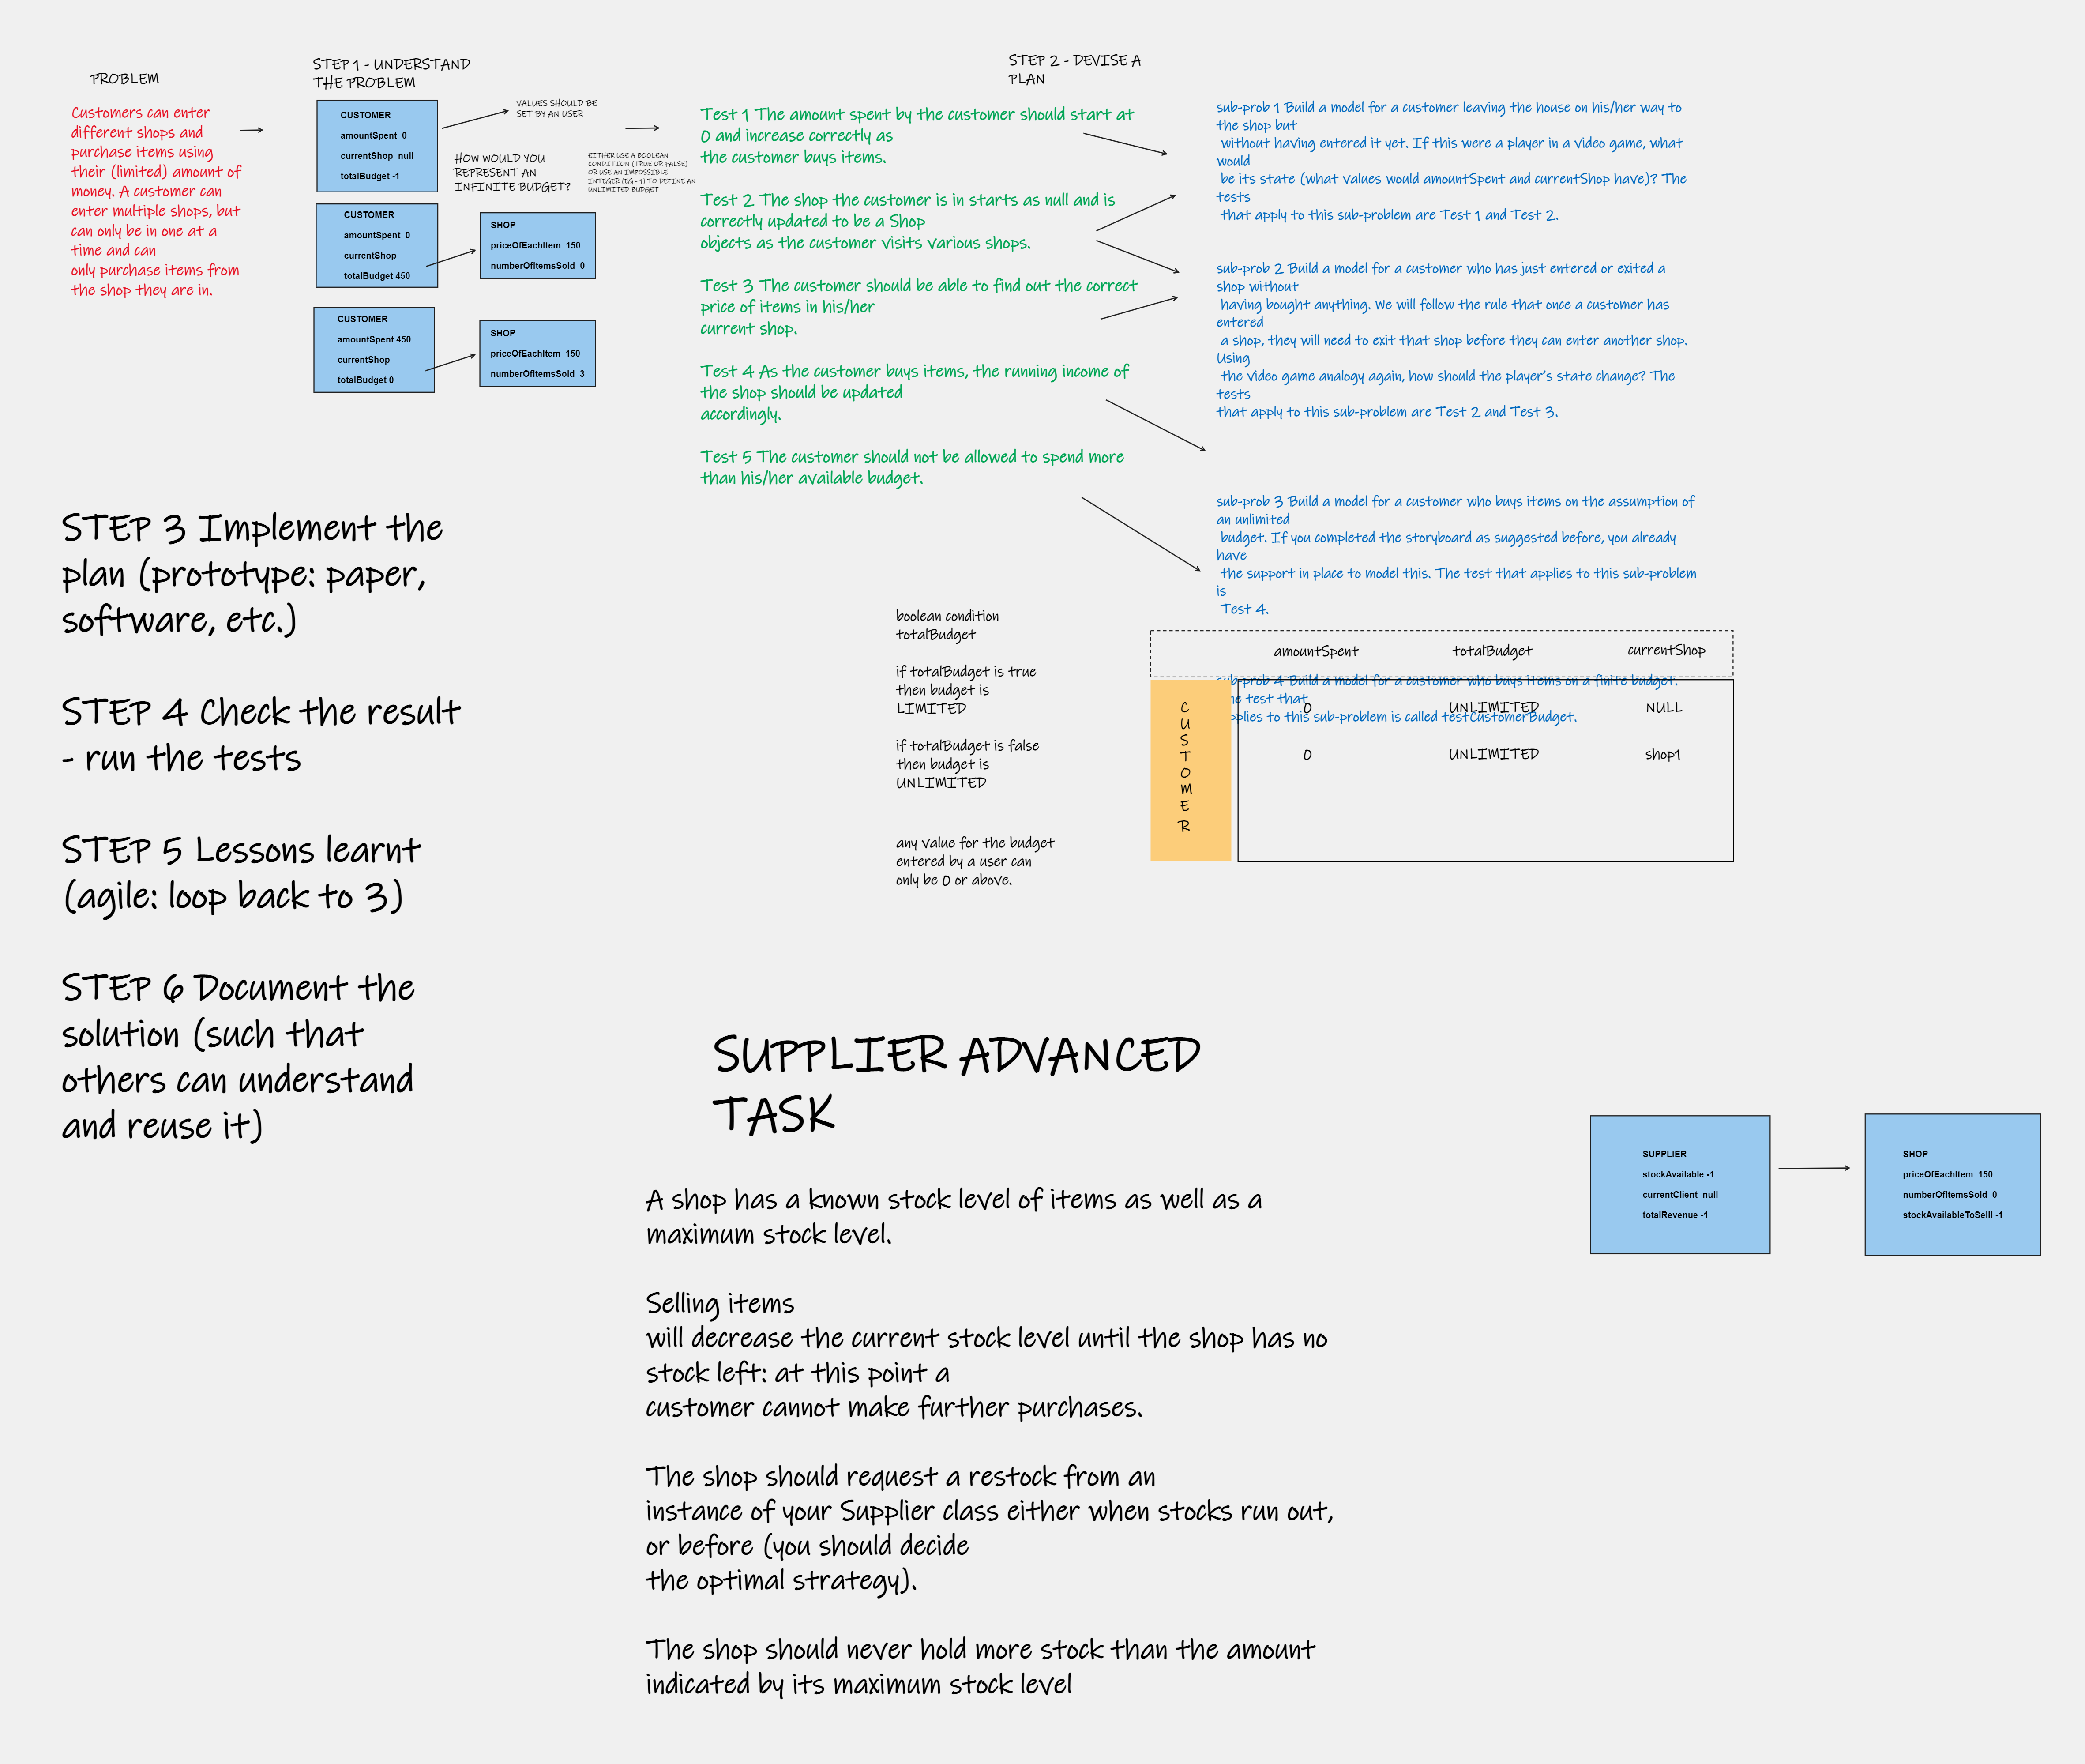 PROBLEM
Customers can enter
different shops and
purchase items using
their (limited) amount of
money. A customer can
enter multiple shops, but
can only be in one at a
time and can
only purchase items from
the shop they are in.
STEP 1 - UNDERSTAND
THE PROBLEM
CUSTOMER
amountSpent 0
currentShop null
totalBudget -1
VALUES SHOULD BE
SET BY AN USER
HOW WOULD YOU
REPRESENT AN
INFINITE BUDGET?
EITHER USE A BOOLEAN
CONDITION (TRUE OR FALSE)
OR USE AN IMPOSSIBLE
INTEGER (EG - 1) TO DEFINE AN
UNLIMITED BUDGET
CUSTOMER
amountSpent 0
currentShop
totalBudget 450
SHOP
priceOfEachItem 150
numberOfItemsSold 0
CUSTOMER
amountSpent 450
currentShop
totalBudget 0
SHOP
priceOfEachItem 150
numberOfItemsSold 3
STEP 2 - DEVISE A
PLAN
Test 1 The amount spent by the customer should start at
0 and increase correctly as
the customer buys items.
Test 2 The shop the customer is in starts as null and is
correctly updated to be a Shop
objects as the customer visits various shops.
Test 3 The customer should be able to find out the correct
price of items in his/her
current shop.
Test 4 As the customer buys items, the running income of
the shop should be updated
accordingly.
Test 5 The customer should not be allowed to spend more
than his/her available budget.
sub-prob 1 Build a model for a customer leaving the house on his/her way to
the shop but
without having entered it yet. If this were a player in a video game, what
would
be its state (what values would amountSpent and currentShop have)? The
tests
that apply to this sub-problem are Test 1 and Test 2.
sub-prob 2 Build a model for a customer who has just entered or exited a
shop without
having bought anything. We will follow the rule that once a customer has
entered
a shop, they will need to exit that shop before they can enter another shop.
Using
the video game analogy again, how should the player's state change? The
tests
that apply to this sub-problem are Test 2 and Test 3.
sub-prob 3 Build a model for a customer who buys items on the assumption of
an unlimited
budget. If you completed the storyboard as suggested before, you already
have
the support in place to model this. The test that applies to this sub-problem
is
Test 4.
prob 4 Build a model for a customer who buys items on a finite budget.
test that
to this sub-problem is called testCustomerBudget.
boolean condition
totalBudget
if totalBudget is true
then budget is
LIMITED
if totalBudget is false
then budget is
UNLIMITED
any value for the budget
entered by a user can
only be 0 or above.
amountSpent totalBudget currentShop
CUSTOMER
0 UNLIMITED NULL
0 UNLIMITED shop1
STEP 3 Implement the
plan (prototype: paper,
software, etc.)
STEP 4 Check the result
- run the tests
STEP 5 Lessons learnt
(agile: loop back to 3)
STEP 6 Document the
solution (such that
others can understand
and reuse it)
SUPPLIER ADVANCED
TASK
A shop has a known stock level of items as well as a
maximum stock level.
Selling items
will decrease the current stock level until the shop has no
stock left: at this point a
customer cannot make further purchases.
The shop should request a restock from an
instance of your Supplier class either when stocks run out,
or before (you should decide
the optimal strategy).
The shop should never hold more stock than the amount
indicated by its maximum stock level
SUPPLIER
stockAvailable -1
currentClient null
totalRevenue -1
SHOP
priceOfEachItem 150
numberOfItemsSold 0
stockAvailableToSelll -1